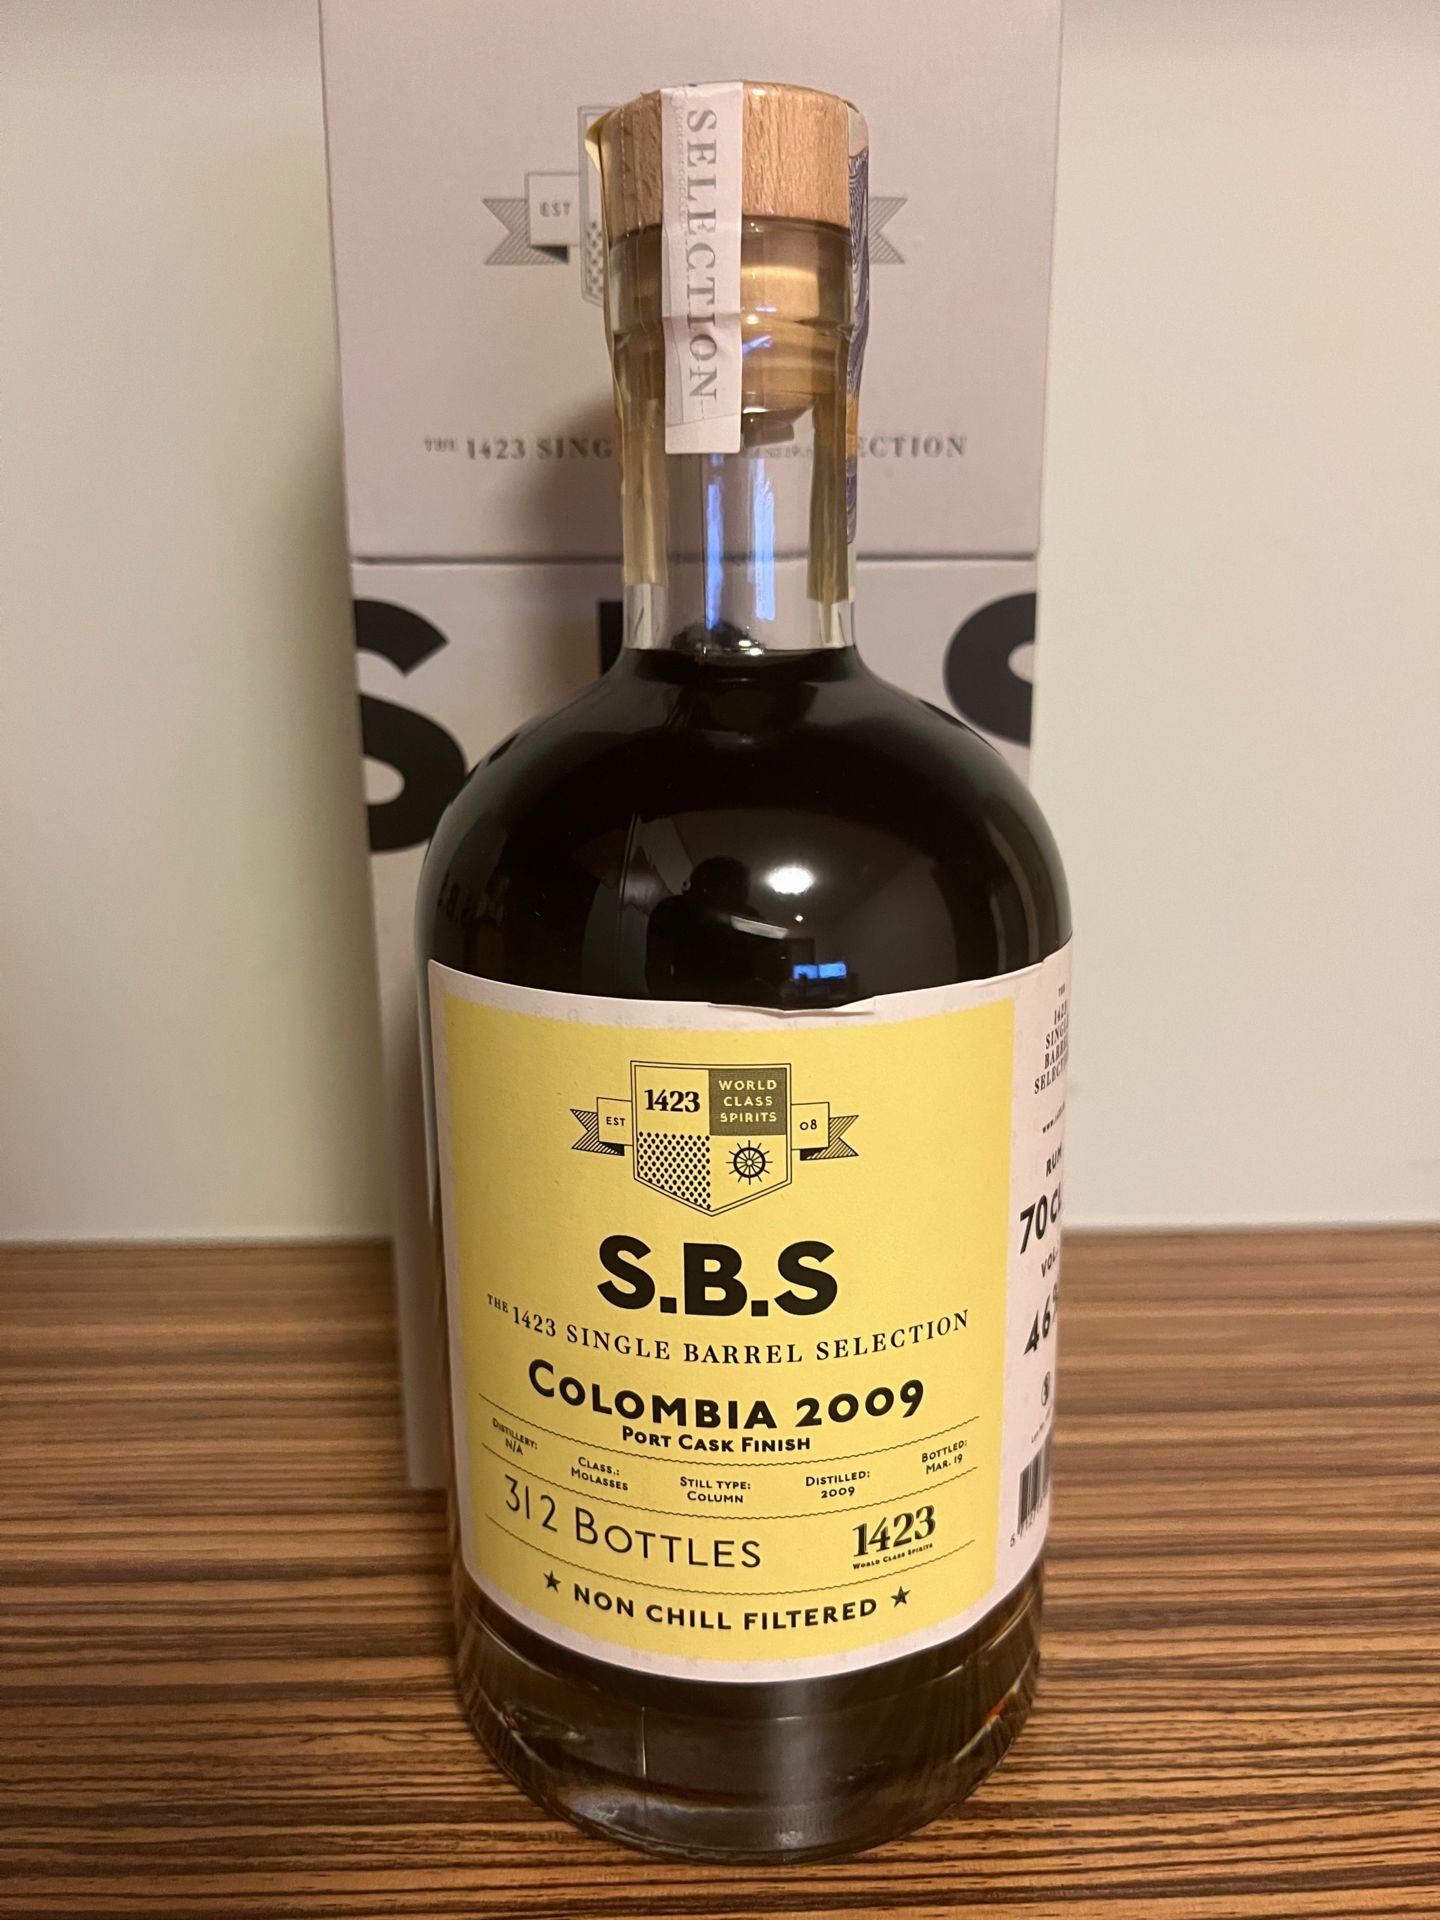 SELECTION
EST
THE 1423 SING
ECTION
S
S
1423
WORLD
CLASS
SPIRITS
EST
08
S.B.S
THE 1423 SINGLE BARREL SELECTION
COLOMBIA 2009
PORT CASK FINISH
DISTILLERY:
N/A
CLASS.:
MOLASSES
STILL TYPE:
COLUMN
DISTILLED:
2009
BOTTLED:
MAR. 19
312 BOTTLES
1423
WORLD CLASS SPIRITS
★ NON CHILL FILTERED ★
THE
1423
SINGLE
BARREL
SELECTION
RUM
70CL
VOL.
46%